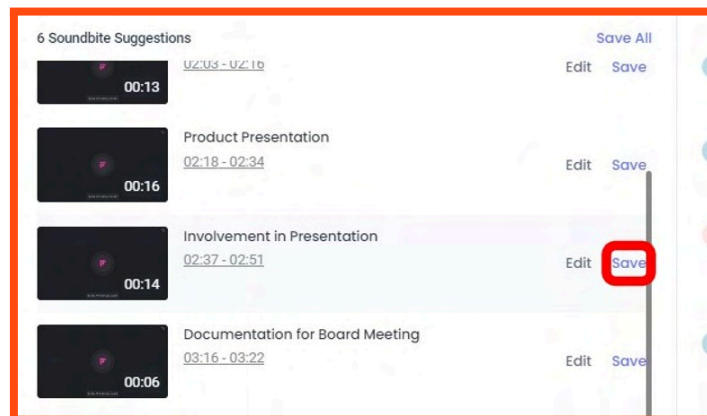 6 Soundbite Suggestions Save All
02:03 - 02:16
Edit Save
00:13
Product Presentation
02:18 - 02:34
Edit Save
00:16
Involvement in Presentation
02:37 - 02:51
Edit Save
00:14
Documentation for Board Meeting
03:16 - 03:22
Edit Save
00:06